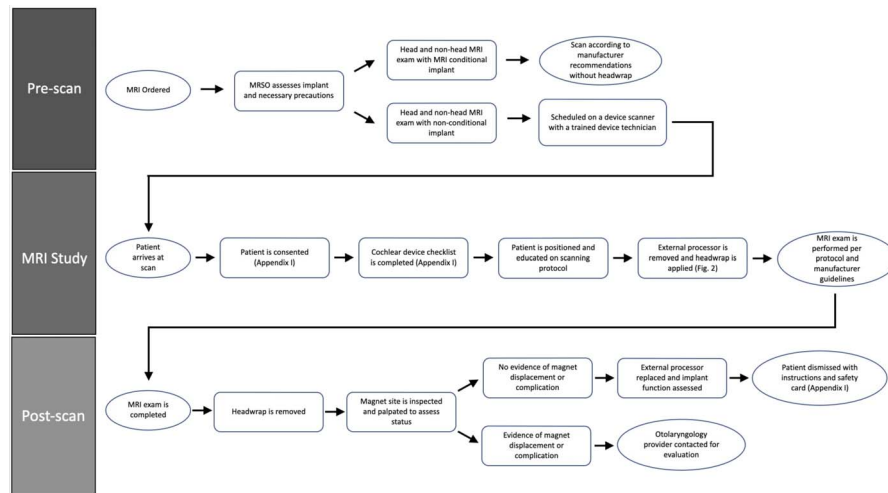 Pre-scan
MRI Ordered
MRSO assesses implant
and necessary precautions
Head and non-head MRI
exam with MRI conditional
implant
Scan according to
manufacturer
recommendations
without headwrap
Head and non-head MRI
exam with non-conditional
implant
Scheduled on a device scanner
with a trained device technician
MRI Study
Patient
arrives at
scan
Patient is consented
(Appendix I)
Cochlear device checklist
is completed (Appendix I)
Patient is positioned and
educated on scanning
protocol
External processor is
removed and headwrap is
applied (Fig. 2)
MRI exam is
performed per
protocol and
manufacturer
guidelines
Post-scan
MRI exam is
completed
Headwrap is removed
Magnet site is inspected
and palpated to assess
status
No evidence of magnet
displacement or
complication
External processor
replaced and implant
function assessed
Patient dismissed with
instructions and safety
card (Appendix I)
Evidence of magnet
displacement or
complication
Otolaryngology
provider contacted for
evaluation